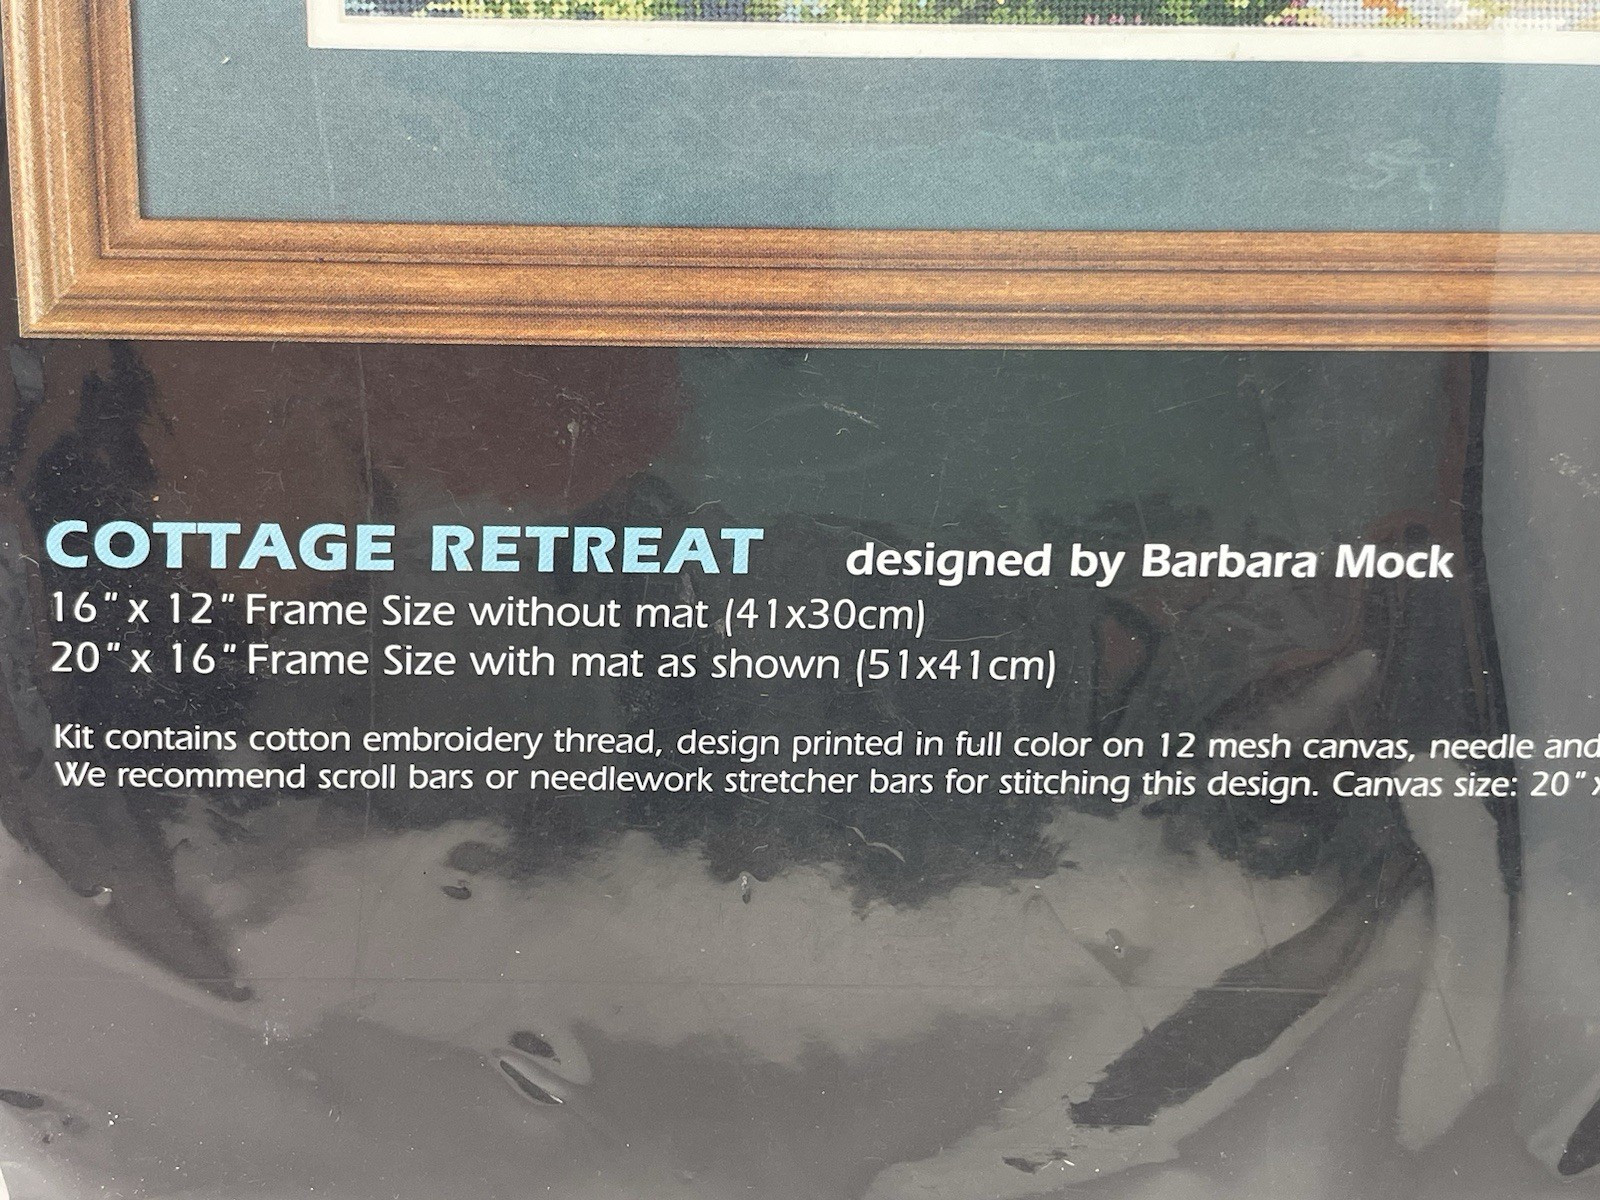 COTTAGE RETREAT designed by Barbara Mock
16" x 12" Frame Size without mat (41x30cm)
20" x 16" Frame Size with mat as shown (51x41cm)
Kit contains cotton embroidery thread, design printed in full color on 12 mesh canvas, needle and
We recommend scroll bars or needlework stretcher bars for stitching this design. Canvas size: 20" x